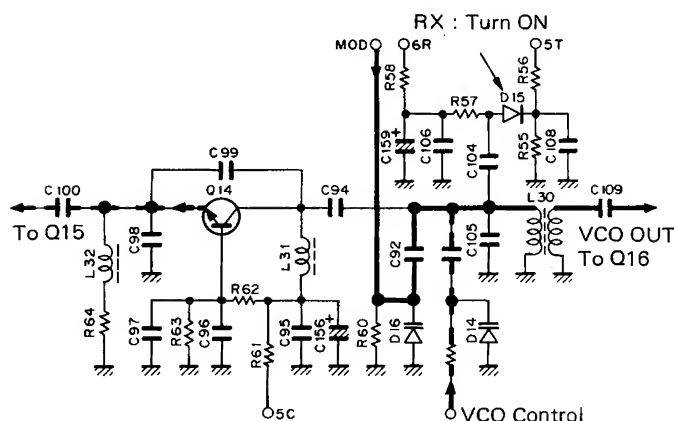 RX : Turn ON
MOD
6R
5T
R58
R56
R57
D15
C159
+
C106
C104
R55
C108
C99
Q14
C94
L30
C109
C100
To Q15
C98
L31
C92
C105
VCO OUT
To Q16
L32
R64
R62
C97
R63
C96
R61
C95
C156
+
R60
D16
D14
5C
VCO Control